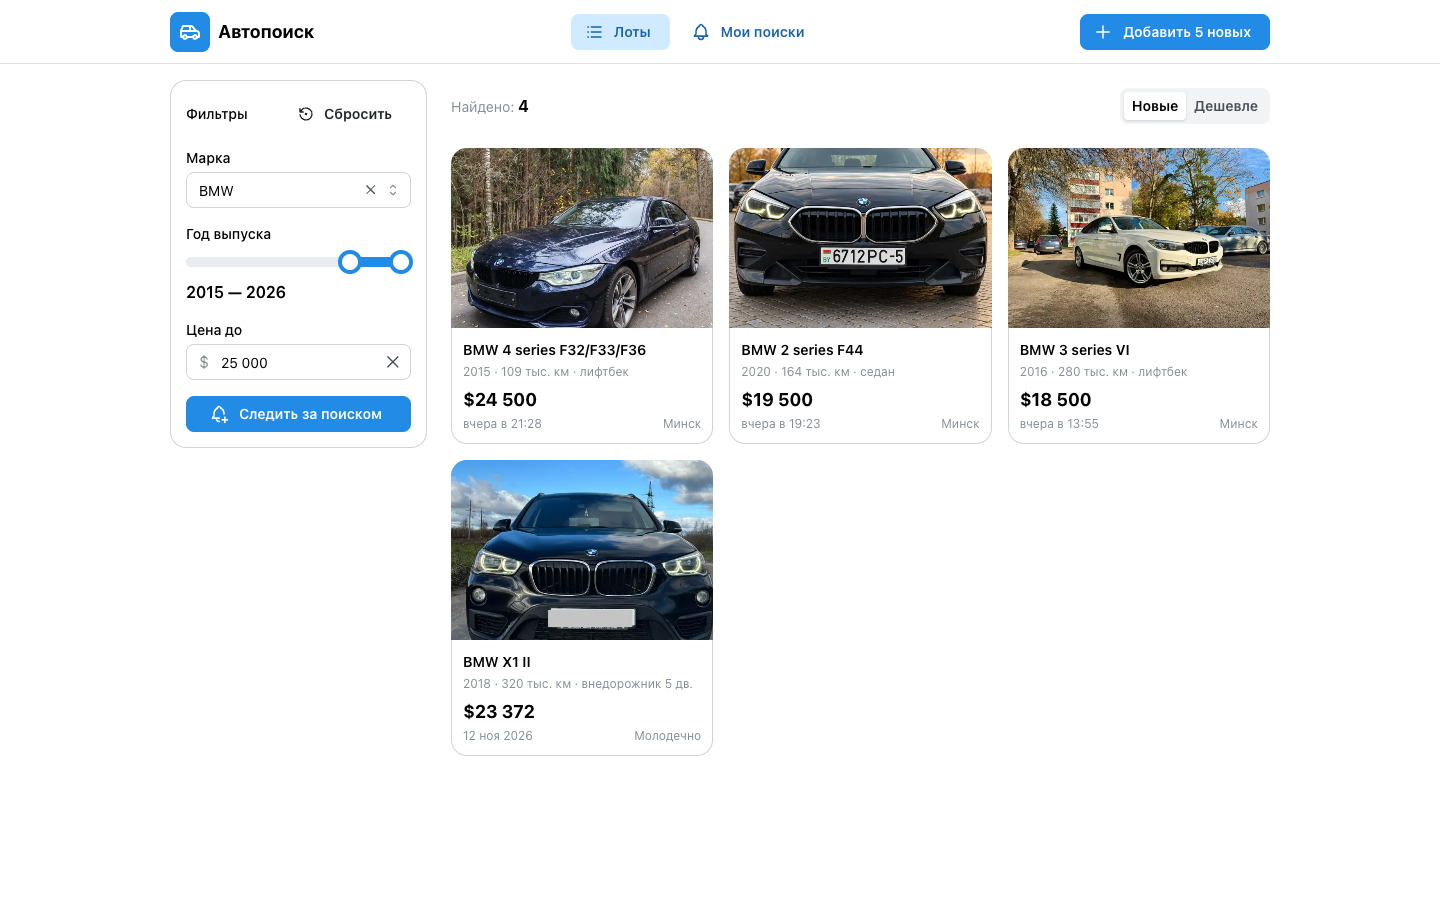 Автопоиск
Лоты
Мои поиски
Добавить 5 новых
Фильтры
Сбросить
Марка
BMW
Год выпуска
2015 — 2026
Цена до
$ 25 000
Следить за поиском
Найдено: 4
Новые
Дешевле
BMW 4 series F32/F33/F36
2015 · 109 тыс. км · лифтбек
$24 500
вчера в 21:28
Минск
BY 6712PC-5
BMW 2 series F44
2020 · 164 тыс. км · седан
$19 500
вчера в 19:23
Минск
BMW 3 series VI
2016 · 280 тыс. км · лифтбек
$18 500
вчера в 13:55
Минск
BMW X1 II
2018 · 320 тыс. км · внедорожник 5 дв.
$23 372
12 ноя 2026
Молодечно